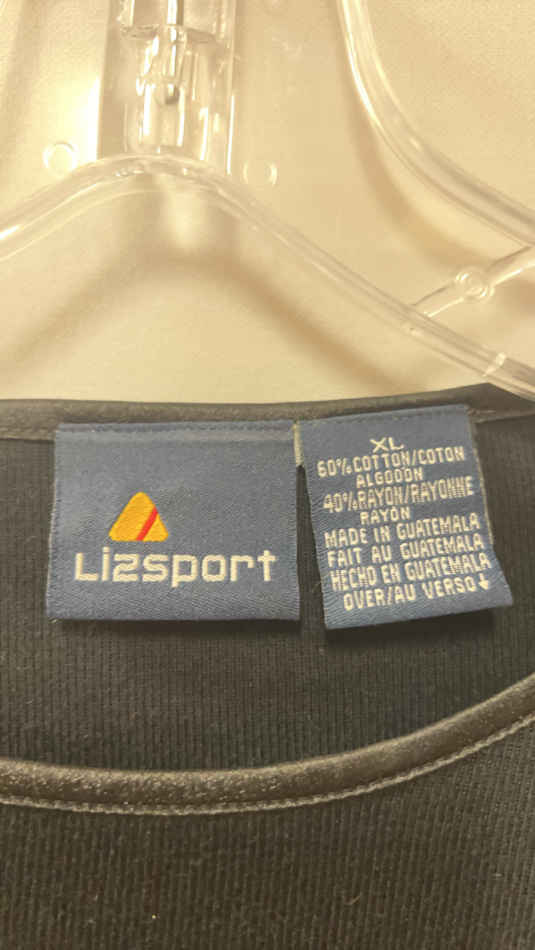 Lizsport
XL
60% COTTON/COTON
ALGODON
40% RAYON/RAYONNE
RAYON
MADE IN GUATEMALA
FAIT AU GUATEMALA
HECHO EN GUATEMALA
OVER/AU VERSO↓